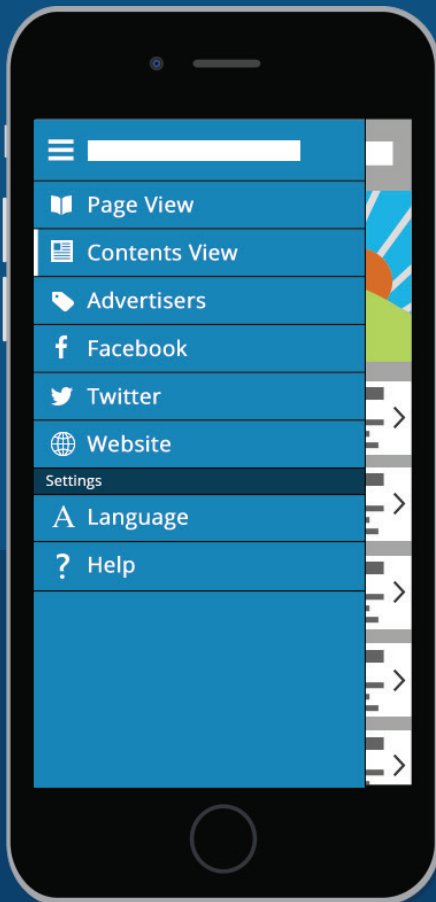 Page View
Contents View
Advertisers
Facebook
Twitter
Website
Settings
A Language
? Help